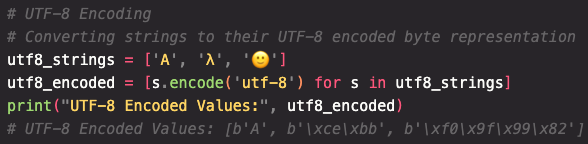 # UTF-8 Encoding
# Converting strings to their UTF-8 encoded byte representation
utf8_strings = ['A', 'λ', '🙂']
utf8_encoded = [s.encode('utf-8') for s in utf8_strings]
print("UTF-8 Encoded Values:", utf8_encoded)
# UTF-8 Encoded Values: [b'A', b'\xce\xbb', b'\xf0\x9f\x99\x82']